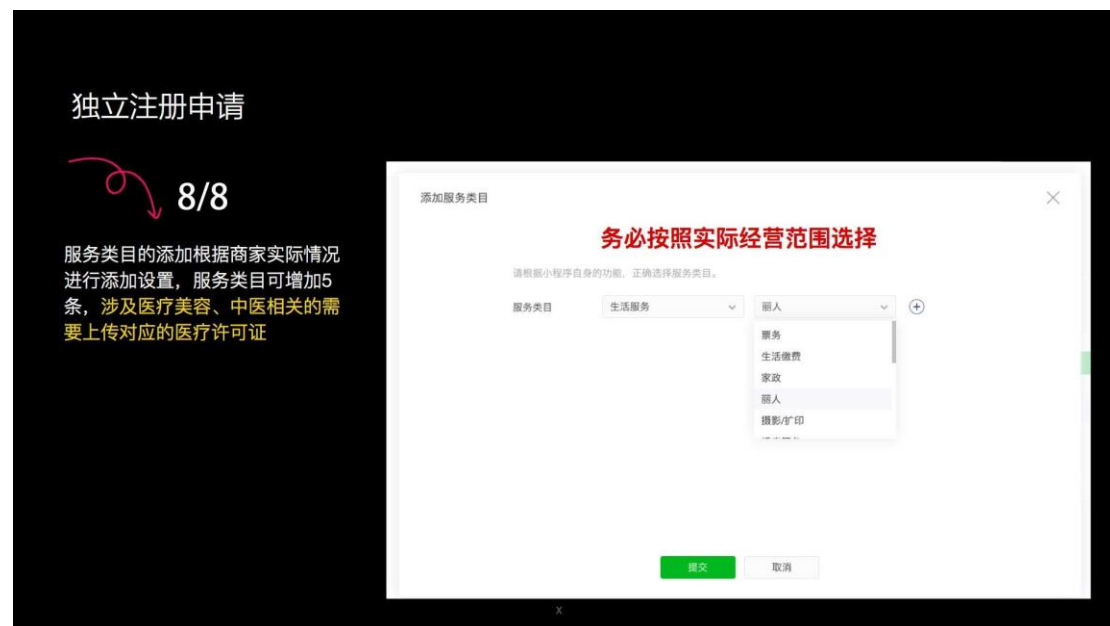 独立注册申请
8/8
服务类目的添加根据商家实际情况
进行添加设置，服务类目可增加5
条，涉及医疗美容、中医相关的需
要上传对应的医疗许可证
添加服务类目
务必按照实际经营范围选择
请根据小程序自身的功能，正确选择服务类目。
服务类目 生活服务 丽人
票务
生活缴费
家政
丽人
摄影/扩印
提交 取消
x